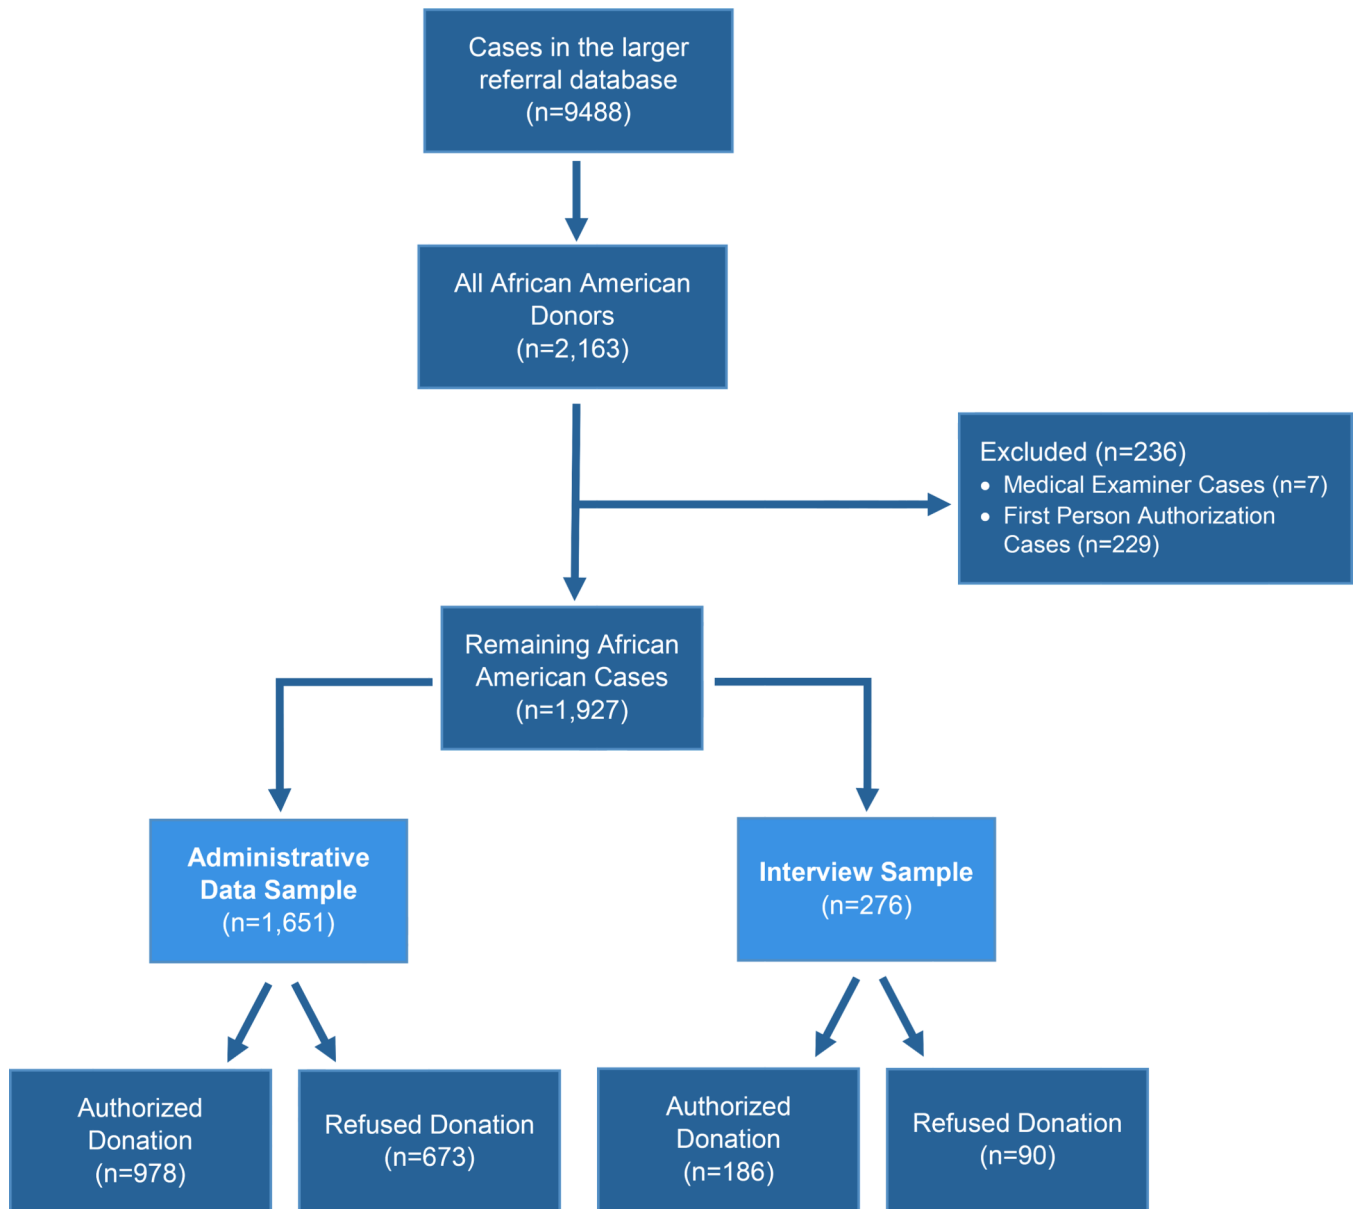 Cases in the larger
referral database
(n=9488)
All African American
Donors
(n=2,163)
Excluded (n=236)
• Medical Examiner Cases (n=7)
• First Person Authorization
Cases (n=229)
Remaining African
American Cases
(n=1,927)
Administrative
Data Sample
(n=1,651)
Interview Sample
(n=276)
Authorized
Donation
(n=978)
Refused Donation
(n=673)
Authorized
Donation
(n=186)
Refused Donation
(n=90)